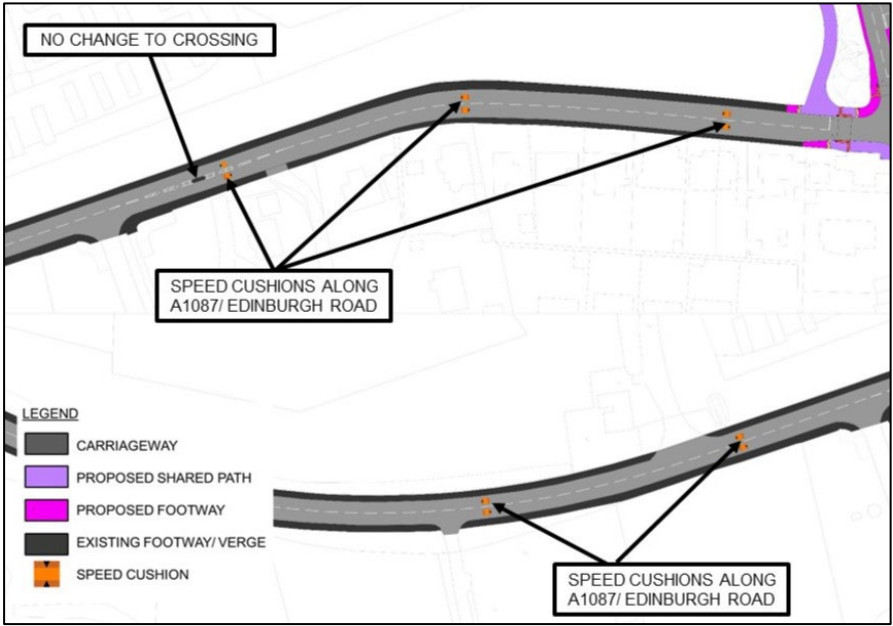 NO CHANGE TO CROSSING
SPEED CUSHIONS ALONG
A1087/ EDINBURGH ROAD
LEGEND
CARRIAGEWAY
PROPOSED SHARED PATH
PROPOSED FOOTWAY
EXISTING FOOTWAY/ VERGE
SPEED CUSHION
SPEED CUSHIONS ALONG
A1087/ EDINBURGH ROAD